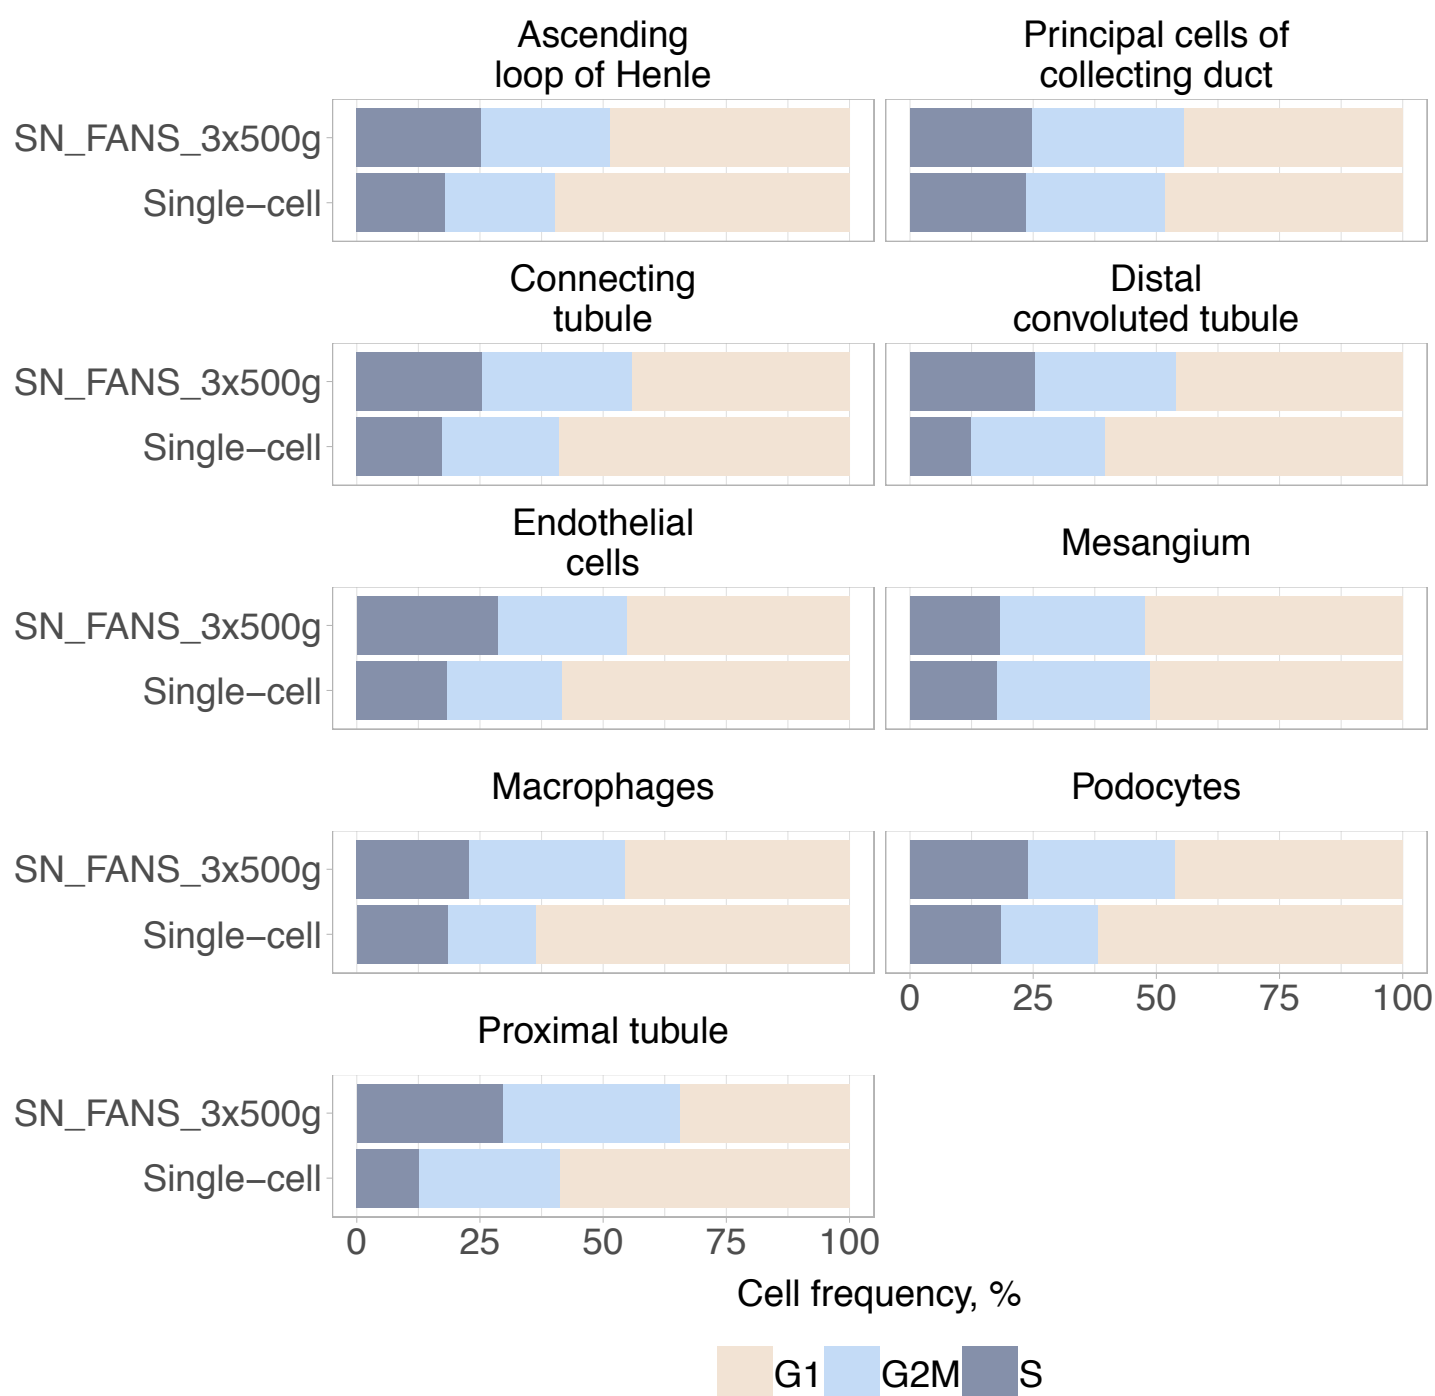 Ascending
loop of Henle
Principal cells of
collecting duct
SN_FANS_3x500g
Single−cell
Connecting
tubule
Distal
convoluted tubule
SN_FANS_3x500g
Single−cell
Endothelial
cells
Mesangium
SN_FANS_3x500g
Single−cell
Macrophages
Podocytes
SN_FANS_3x500g
Single−cell
0 25 50 75 100
Proximal tubule
SN_FANS_3x500g
Single−cell
0 25 50 75 100
Cell frequency, %
G1 G2M S